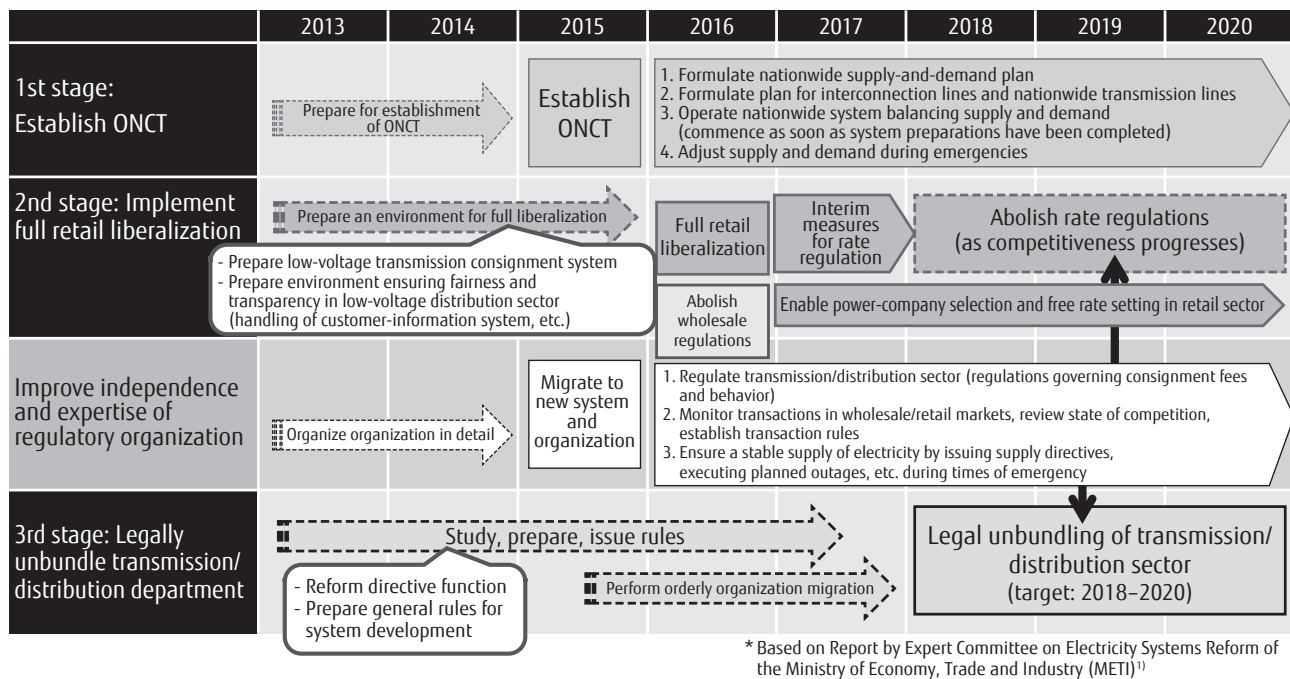 2013 2014 2015 2016 2017 2018 2019 2020
1st stage:
Establish ONCT
Prepare for establishment
of ONCT
Establish
ONCT
1. Formulate nationwide supply-and-demand plan
2. Formulate plan for interconnection lines and nationwide transmission lines
3. Operate nationwide system balancing supply and demand
(commence as soon as system preparations have been completed)
4. Adjust supply and demand during emergencies
2nd stage: Implement
full retail liberalization
Prepare an environment for full liberalization
- Prepare low-voltage transmission consignment system
- Prepare environment ensuring fairness and
transparency in low-voltage distribution sector
(handling of customer-information system, etc.)
Full retail
liberalization
Interim
measures
for rate
regulation
Abolish rate regulations
(as competitiveness progresses)
Abolish
wholesale
regulations
Enable power-company selection and free rate setting in retail sector
Improve independence
and expertise of
regulatory organization
Organize organization in detail
Migrate to
new system
and
organization
1. Regulate transmission/distribution sector (regulations governing consignment fees
and behavior)
2. Monitor transactions in wholesale/retail markets, review state of competition,
establish transaction rules
3. Ensure a stable supply of electricity by issuing supply directives,
executing planned outages, etc. during times of emergency
3rd stage: Legally
unbundle transmission/
distribution department
Study, prepare, issue rules
- Reform directive function
- Prepare general rules for
system development
Perform orderly organization migration
Legal unbundling of transmission/
distribution sector
(target: 2018–2020)
* Based on Report by Expert Committee on Electricity Systems Reform of
the Ministry of Economy, Trade and Industry (METI)1)